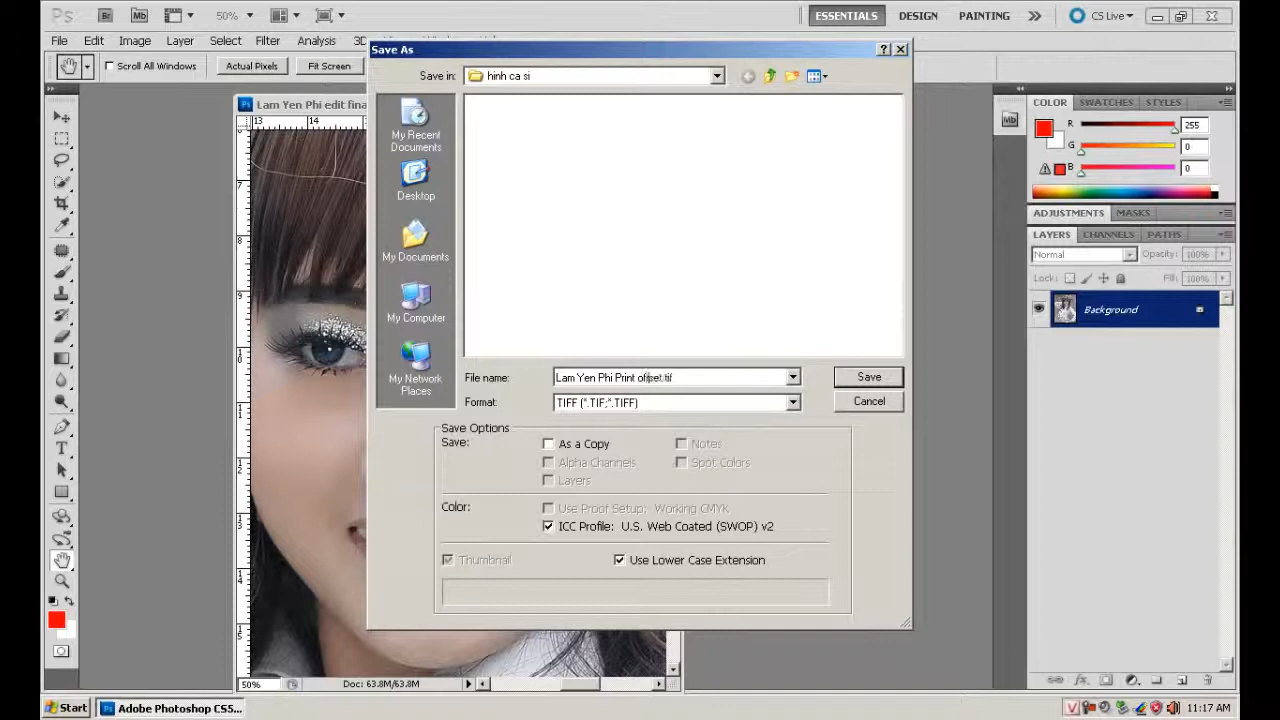 Ps
Br
Mb
50%
ESSENTIALS
DESIGN
PAINTING
CS Live
File
Edit
Image
Layer
Select
Filter
Analysis
Scroll All Windows
Actual Pixels
Fit Screen
Lam Yen Phi edit fina
13
14
Save As
Save in:
hinh ca si
My Recent
Documents
Desktop
My Documents
My Computer
My Network
Places
File name:
Lam Yen Phi Print offset.tif
Save
Format:
TIFF (*.TIF;*.TIFF)
Cancel
Save Options
Save:
As a Copy
Notes
Alpha Channels
Spot Colors
Layers
Color:
Use Proof Setup: Working CMYK
ICC Profile: U.S. Web Coated (SWOP) v2
Thumbnail
Use Lower Case Extension
COLOR
SWATCHES
STYLES
Mb
R
255
G
0
B
0
ADJUSTMENTS
MASKS
LAYERS
CHANNELS
PATHS
Normal
Opacity:
100%
Lock:
Fill:
100%
Background
50%
Doc: 63.8M/63.8M
Start
Adobe Photoshop CS5...
11:17 AM